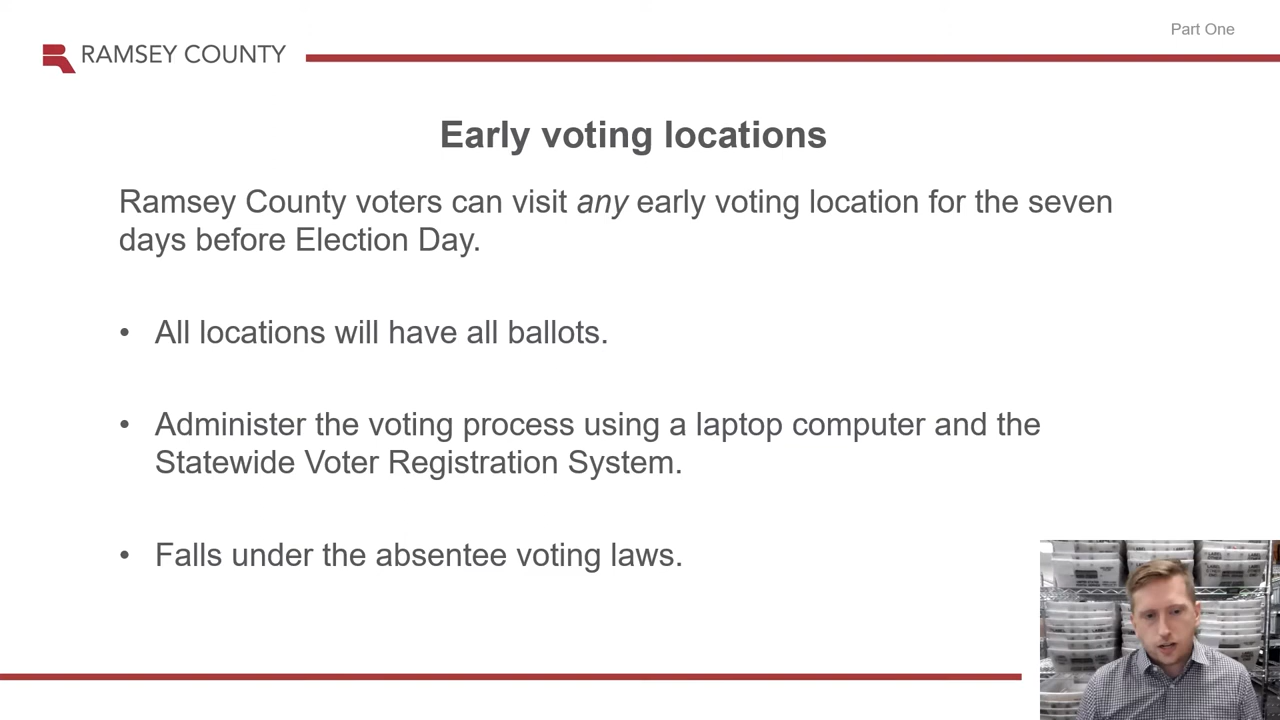 Part One
RAMSEY COUNTY
Early voting locations
Ramsey County voters can visit any early voting location for the seven
days before Election Day.
• All locations will have all ballots.
• Administer the voting process using a laptop computer and the
Statewide Voter Registration System.
• Falls under the absentee voting laws.